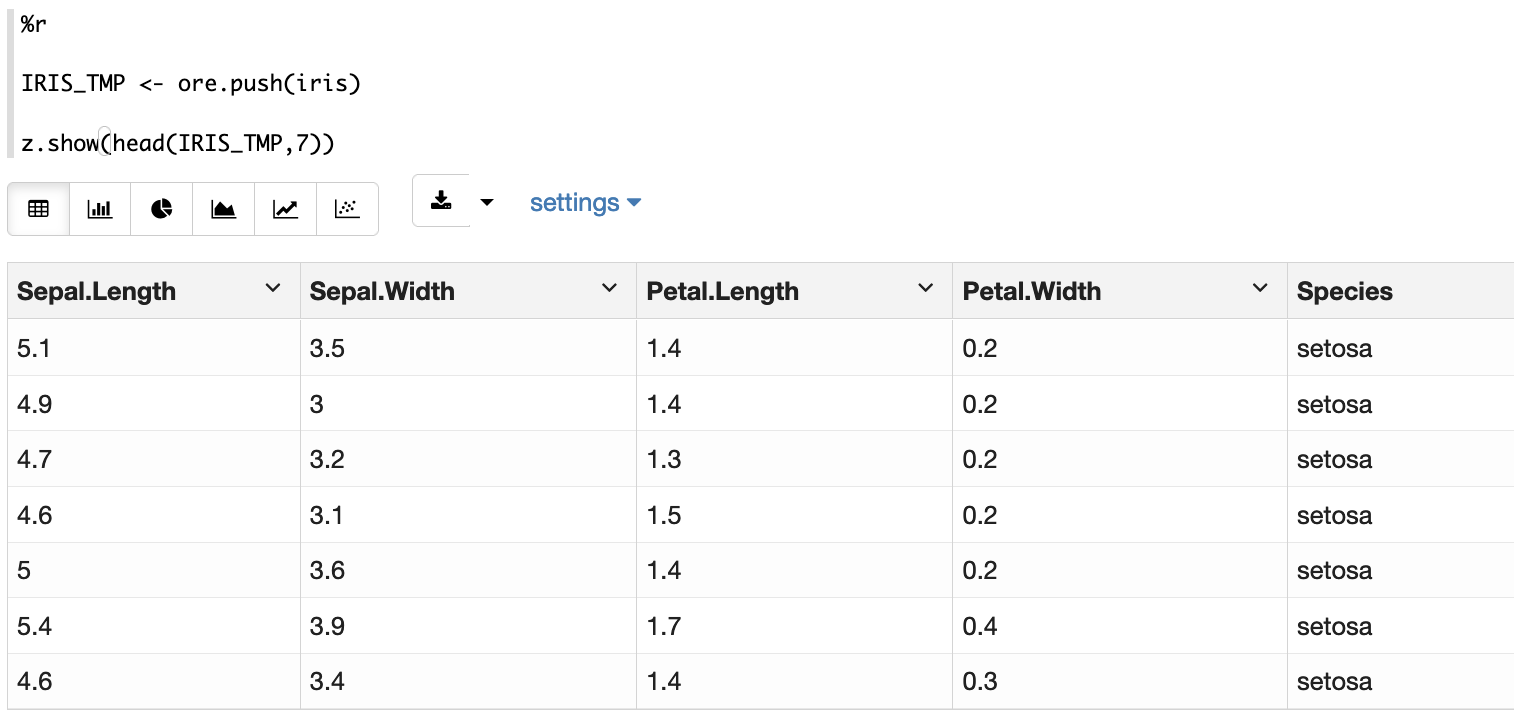 %r
IRIS_TMP <- ore.push(iris)
z.show(head(IRIS_TMP,7))
settings
Sepal.Length Sepal.Width Petal.Length Petal.Width Species
5.1 3.5 1.4 0.2 setosa
4.9 3 1.4 0.2 setosa
4.7 3.2 1.3 0.2 setosa
4.6 3.1 1.5 0.2 setosa
5 3.6 1.4 0.2 setosa
5.4 3.9 1.7 0.4 setosa
4.6 3.4 1.4 0.3 setosa